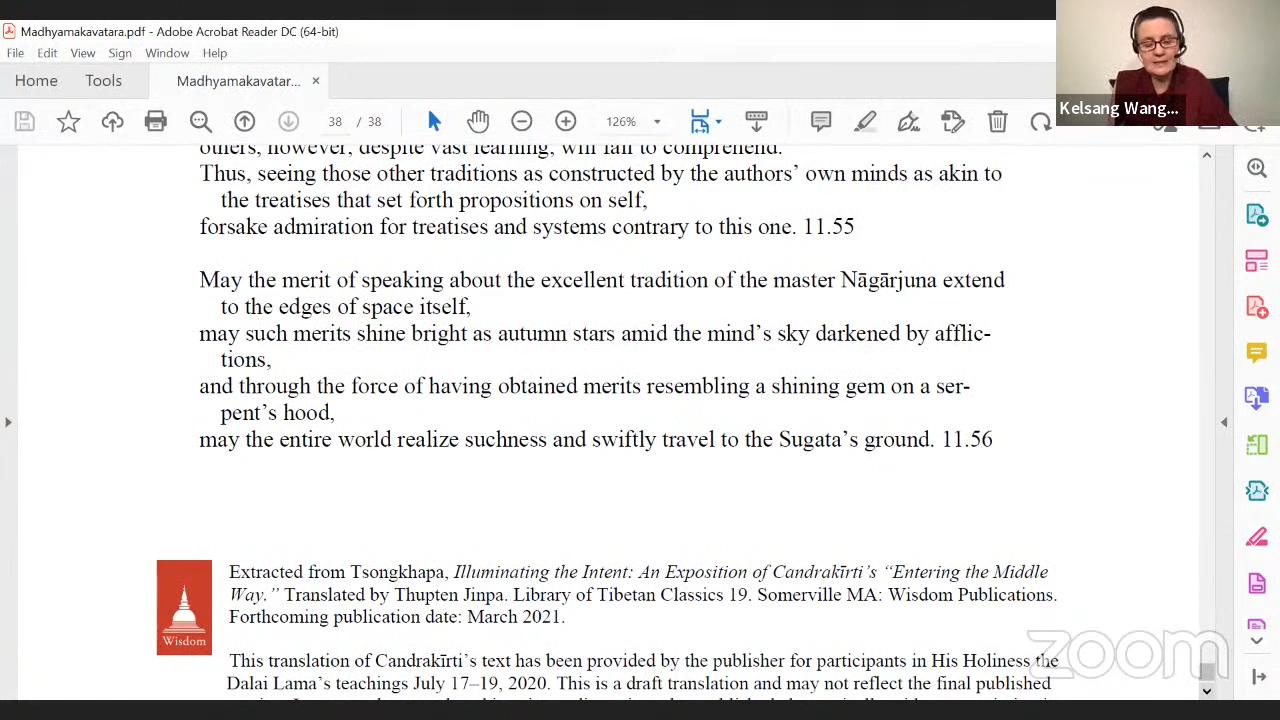 Madhyamakavatara.pdf - Adobe Acrobat Reader DC (64-bit)
File Edit View Sign Window Help
Home Tools Madhyamakavatar... ×
38 / 38 126%
Kelsang Wang...
others, however, despite vast learning, will fail to comprehend.
Thus, seeing those other traditions as constructed by the authors' own minds as akin to
the treatises that set forth propositions on self,
forsake admiration for treatises and systems contrary to this one. 11.55
May the merit of speaking about the excellent tradition of the master Nāgārjuna extend
to the edges of space itself,
may such merits shine bright as autumn stars amid the mind's sky darkened by afflic-
tions,
and through the force of having obtained merits resembling a shining gem on a ser-
pent's hood,
may the entire world realize suchness and swiftly travel to the Sugata's ground. 11.56
Wisdom
Extracted from Tsongkhapa, Illuminating the Intent: An Exposition of Candrakīrti's "Entering the Middle
Way." Translated by Thupten Jinpa. Library of Tibetan Classics 19. Somerville MA: Wisdom Publications.
Forthcoming publication date: March 2021.
This translation of Candrakīrti's text has been provided by the publisher for participants in His Holiness the
Dalai Lama's teachings July 17–19, 2020. This is a draft translation and may not reflect the final published
zoom